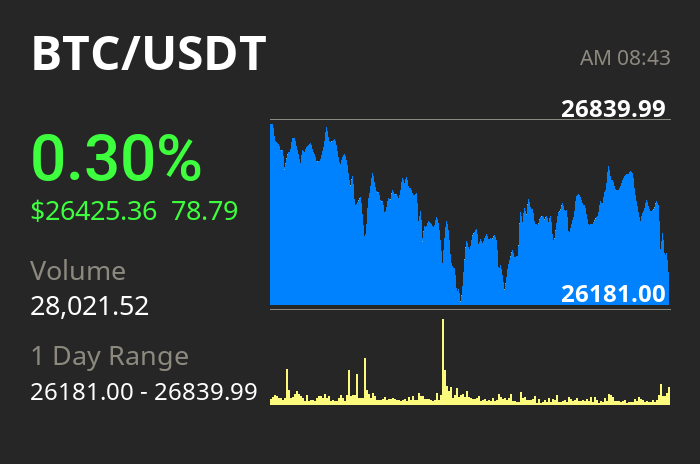 BTC/USDT
AM 08:43
26839.99
0.30%
$26425.36 78.79
Volume
28,021.52
26181.00
1 Day Range
26181.00 - 26839.99